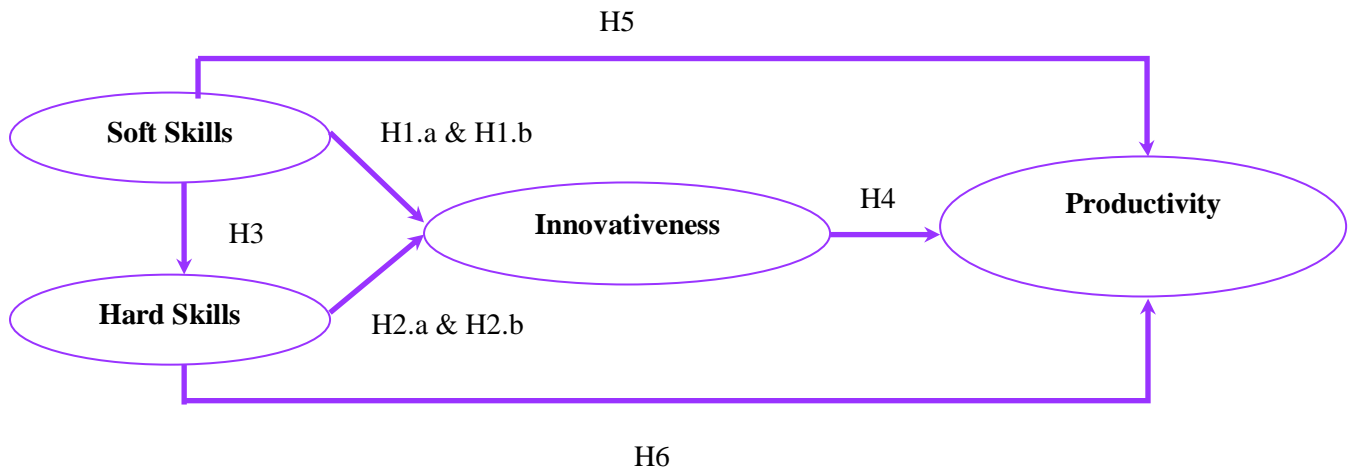 H5
Soft Skills
H1.a & H1.b
H3
Innovativeness
H4
Productivity
Hard Skills
H2.a & H2.b
H6